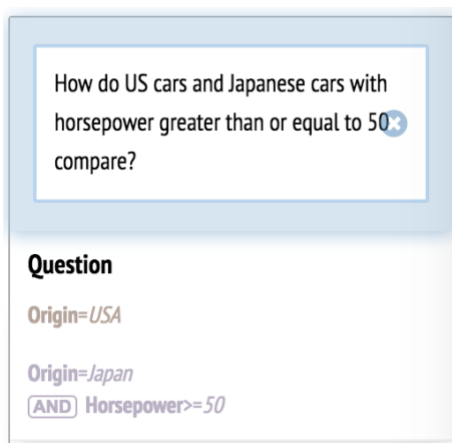 How do US cars and Japanese cars with
horsepower greater than or equal to 50
compare?
Question
Origin=USA
Origin=Japan
AND Horsepower>=50